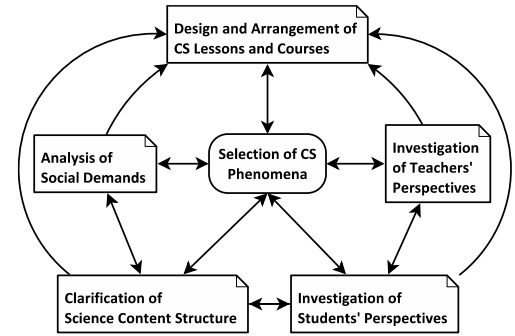 Design and Arrangement of
CS Lessons and Courses
Analysis of
Social Demands
Selection of CS
Phenomena
Investigation
of Teachers'
Perspectives
Clarification of
Science Content Structure
Investigation of
Students' Perspectives